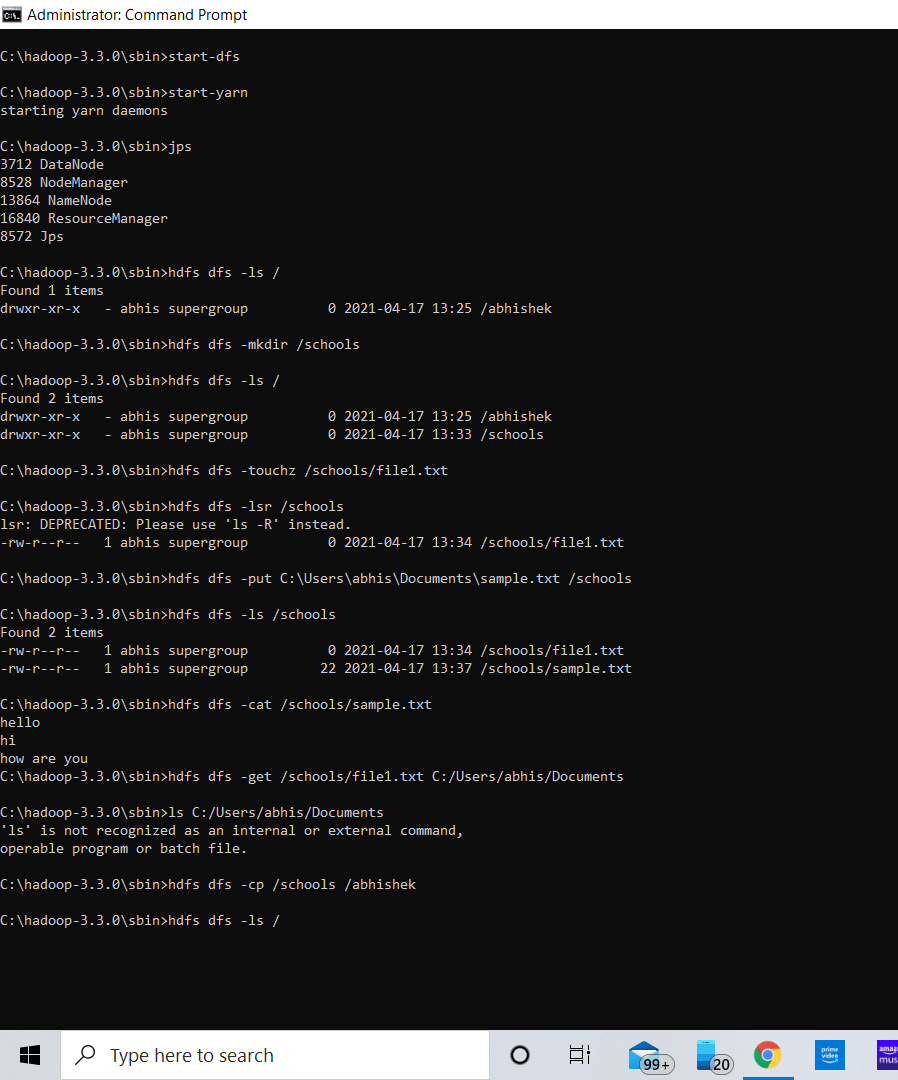 Administrator: Command Prompt
C:\hadoop-3.3.0\sbin>start-dfs
C:\hadoop-3.3.0\sbin>start-yarn
starting yarn daemons
C:\hadoop-3.3.0\sbin>jps
3712 DataNode
8528 NodeManager
13864 NameNode
16840 ResourceManager
8572 Jps
C:\hadoop-3.3.0\sbin>hdfs dfs -ls /
Found 1 items
drwxr-xr-x   - abhis supergroup          0 2021-04-17 13:25 /abhishek
C:\hadoop-3.3.0\sbin>hdfs dfs -mkdir /schools
C:\hadoop-3.3.0\sbin>hdfs dfs -ls /
Found 2 items
drwxr-xr-x   - abhis supergroup          0 2021-04-17 13:25 /abhishek
drwxr-xr-x   - abhis supergroup          0 2021-04-17 13:33 /schools
C:\hadoop-3.3.0\sbin>hdfs dfs -touchz /schools/file1.txt
C:\hadoop-3.3.0\sbin>hdfs dfs -lsr /schools
lsr: DEPRECATED: Please use 'ls -R' instead.
-rw-r--r--   1 abhis supergroup          0 2021-04-17 13:34 /schools/file1.txt
C:\hadoop-3.3.0\sbin>hdfs dfs -put C:\Users\abhis\Documents\sample.txt /schools
C:\hadoop-3.3.0\sbin>hdfs dfs -ls /schools
Found 2 items
-rw-r--r--   1 abhis supergroup          0 2021-04-17 13:34 /schools/file1.txt
-rw-r--r--   1 abhis supergroup         22 2021-04-17 13:37 /schools/sample.txt
C:\hadoop-3.3.0\sbin>hdfs dfs -cat /schools/sample.txt
hello
hi
how are you
C:\hadoop-3.3.0\sbin>hdfs dfs -get /schools/file1.txt C:/Users/abhis/Documents
C:\hadoop-3.3.0\sbin>ls C:/Users/abhis/Documents
'ls' is not recognized as an internal or external command,
operable program or batch file.
C:\hadoop-3.3.0\sbin>hdfs dfs -cp /schools /abhishek
C:\hadoop-3.3.0\sbin>hdfs dfs -ls /
Type here to search
99+
20
prime
video
amaz
mus